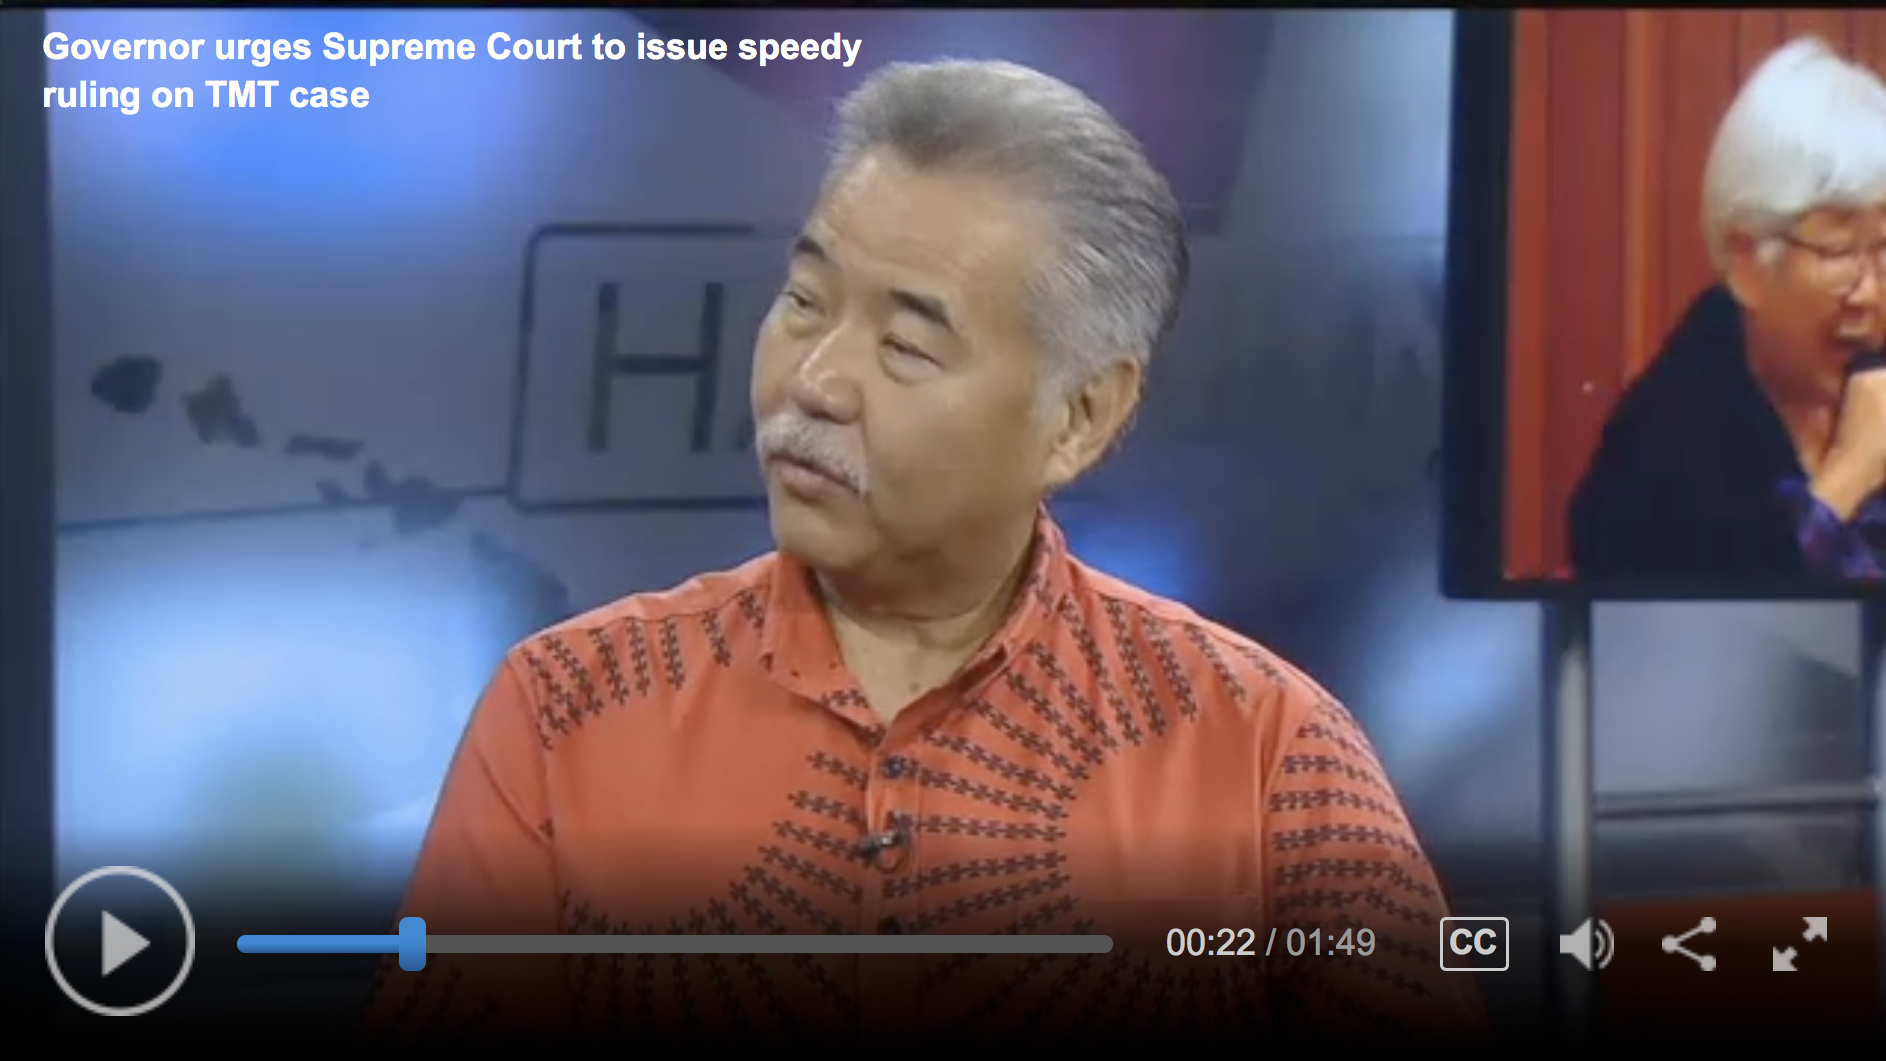 Governor urges Supreme Court to issue speedy
ruling on TMT case
H
00:22 / 01:49
CC